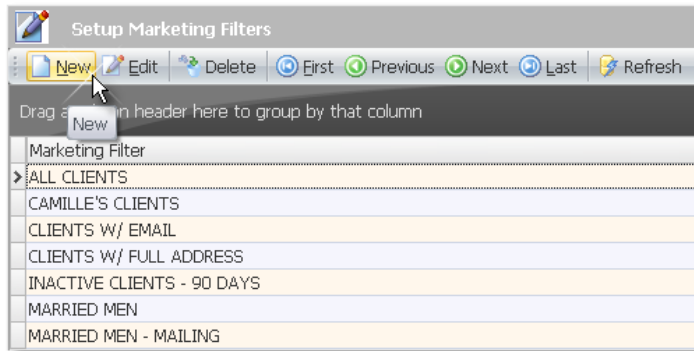 Setup Marketing Filters
New Edit Delete First Previous Next Last Refresh
Drag a n header here to group by that column
New
Marketing Filter
ALL CLIENTS
CAMILLE'S CLIENTS
CLIENTS W/ EMAIL
CLIENTS W/ FULL ADDRESS
INACTIVE CLIENTS - 90 DAYS
MARRIED MEN
MARRIED MEN - MAILING